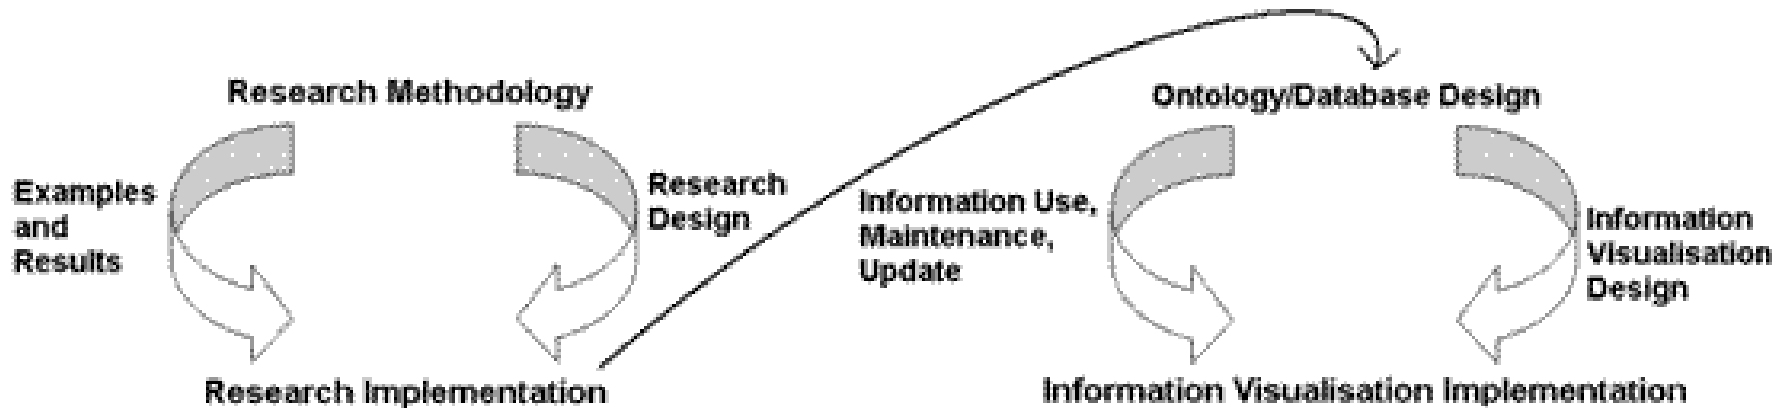 Research Methodology
Examples
and
Results
Research
Design
Research Implementation
Ontology/Database Design
Information Use,
Maintenance,
Update
Information
Visualisation
Design
Information Visualisation Implementation